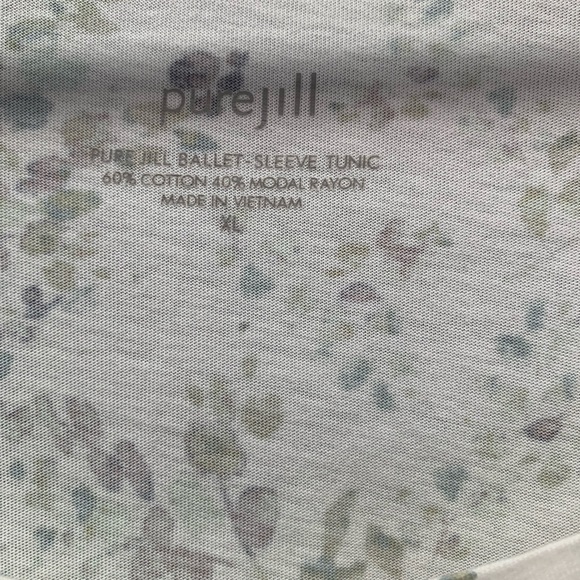 purejill
PURE JILL BALLET-SLEEVE TUNIC
60% COTTON 40% MODAL RAYON
MADE IN VIETNAM
XL